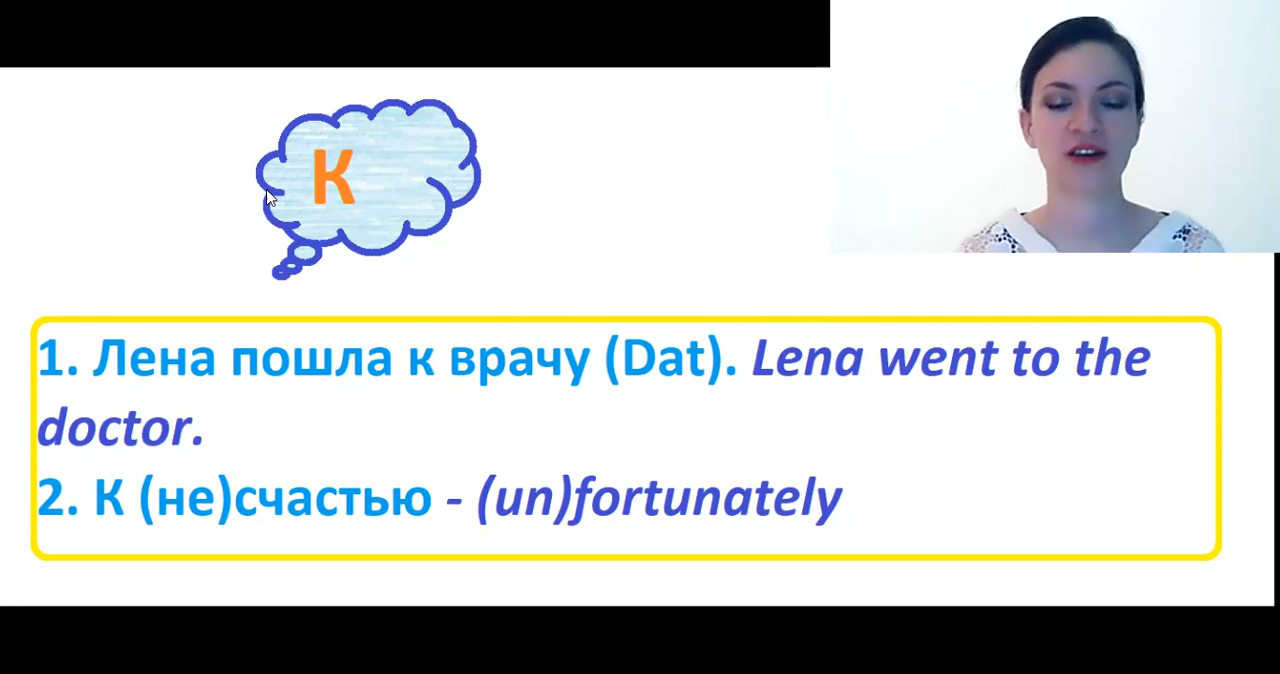 К
1. Лена пошла к врачу (Dat). Lena went to the
doctor.
2. К (не)счастью - (un)fortunately